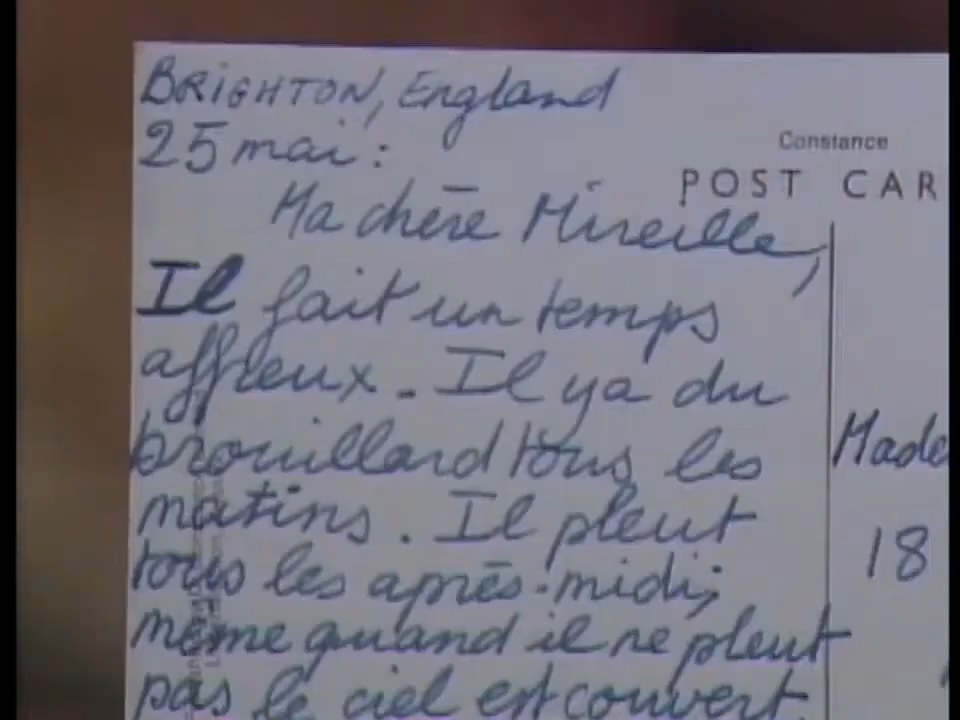 BRIGHTON, England
25 mai :
Constance
POST CAR
Ma chère Mireille,
Il fait un temps
affreux. Il y a du
brouillard tous les
matins. Il pleut
tous les après-midi;
même quand il ne pleut
pas le ciel est couvert.
Made
18